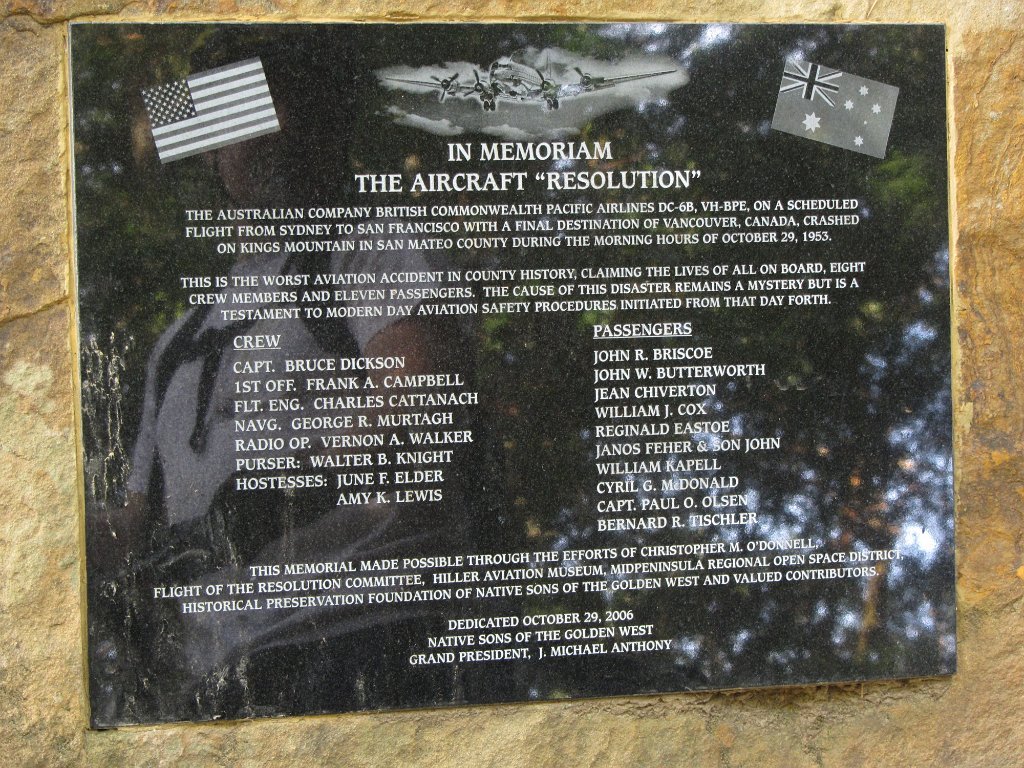 IN MEMORIAM
THE AIRCRAFT "RESOLUTION"
THE AUSTRALIAN COMPANY BRITISH COMMONWEALTH PACIFIC AIRLINES DC-6B, VH-BPE, ON A SCHEDULED
FLIGHT FROM SYDNEY TO SAN FRANCISCO WITH A FINAL DESTINATION OF VANCOUVER, CANADA, CRASHED
ON KINGS MOUNTAIN IN SAN MATEO COUNTY DURING THE MORNING HOURS OF OCTOBER 29, 1953.
THIS IS THE WORST AVIATION ACCIDENT IN COUNTY HISTORY, CLAIMING THE LIVES OF ALL ON BOARD, EIGHT
CREW MEMBERS AND ELEVEN PASSENGERS. THE CAUSE OF THIS DISASTER REMAINS A MYSTERY BUT IS A
TESTAMENT TO MODERN DAY AVIATION SAFETY PROCEDURES INITIATED FROM THAT DAY FORTH.
CREW
CAPT. BRUCE DICKSON
1ST OFF. FRANK A. CAMPBELL
FLT. ENG. CHARLES CATTANACH
NAVG. GEORGE R. MURTAGH
RADIO OP. VERNON A. WALKER
PURSER: WALTER B. KNIGHT
HOSTESSES: JUNE F. ELDER
AMY K. LEWIS
PASSENGERS
JOHN R. BRISCOE
JOHN W. BUTTERWORTH
JEAN CHIVERTON
WILLIAM J. COX
REGINALD EASTOE
JANOS FEHER & SON JOHN
WILLIAM KAPELL
CYRIL G. McDONALD
CAPT. PAUL O. OLSEN
BERNARD R. TISCHLER
THIS MEMORIAL MADE POSSIBLE THROUGH THE EFFORTS OF CHRISTOPHER M. O'DONNELL,
FLIGHT OF THE RESOLUTION COMMITTEE, HILLER AVIATION MUSEUM, MIDPENINSULA REGIONAL OPEN SPACE DISTRICT,
HISTORICAL PRESERVATION FOUNDATION OF NATIVE SONS OF THE GOLDEN WEST AND VALUED CONTRIBUTORS.
DEDICATED OCTOBER 29, 2006
NATIVE SONS OF THE GOLDEN WEST
GRAND PRESIDENT, J. MICHAEL ANTHONY